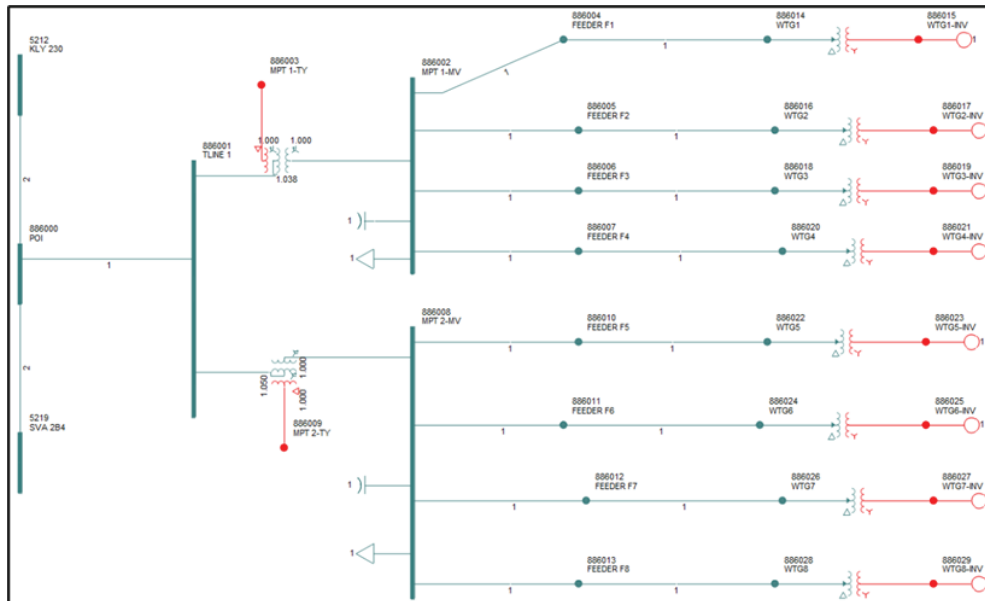 5212
KLY 230
2
886000
POI
1
2
5219
SVA 2B4
886001
TLINE 1
886003
MPT 1-TY
1.000
1.000
1.038
886002
MPT 1-MV
1
1
1
886004
FEEDER F1
1
886014
WTG1
886015
WTG1-INV
1
886005
FEEDER F2
1
1
886016
WTG2
886017
WTG2-INV
886006
FEEDER F3
1
1
886018
WTG3
886019
WTG3-INV
886007
FEEDER F4
1
1
886020
WTG4
886021
WTG4-INV
1.050
1.000
1.000
886009
MPT 2-TY
886008
MPT 2-MV
1
1
886010
FEEDER F5
1
1
886022
WTG5
886023
WTG5-INV
886011
FEEDER F6
1
1
886024
WTG6
886025
WTG6-INV
1
886012
FEEDER F7
1
1
886026
WTG7
886027
WTG7-INV
886013
FEEDER F8
1
1
886028
WTG8
886029
WTG8-INV